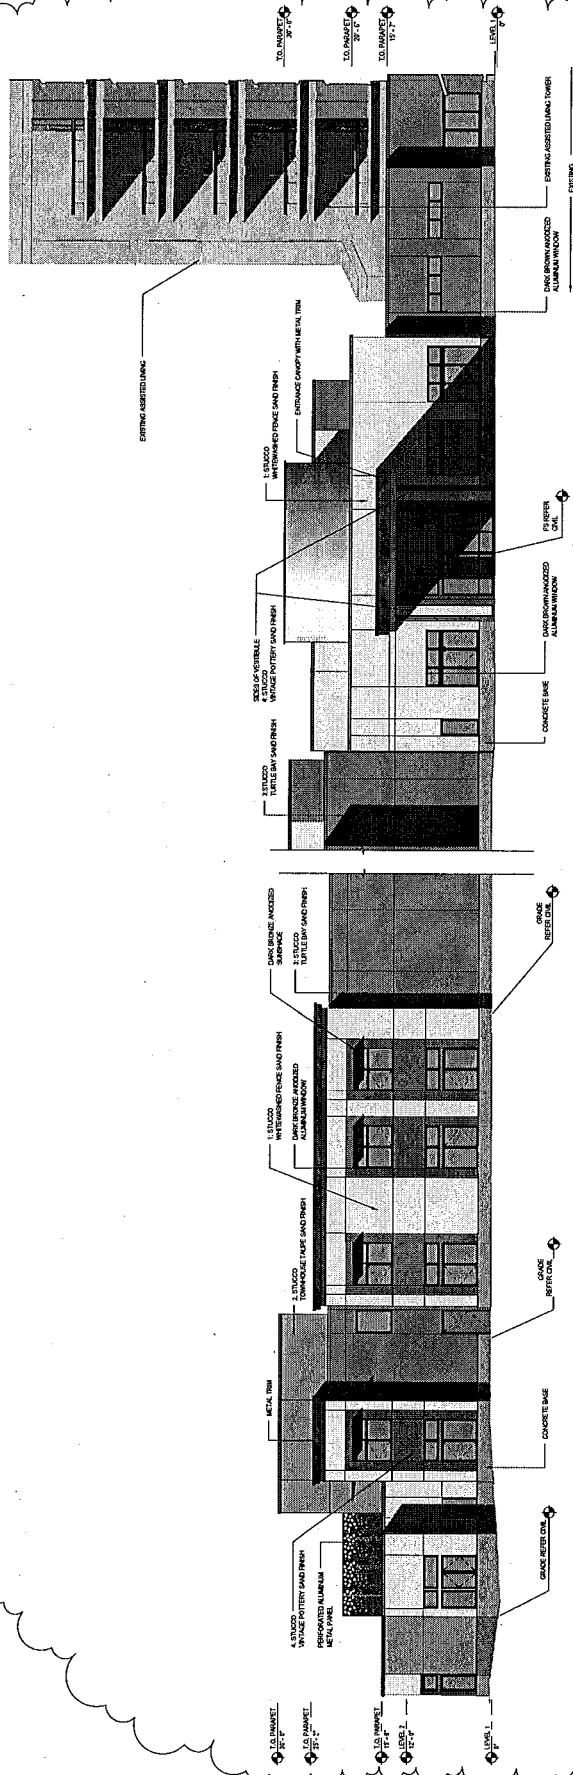 T.O. PARAPET
30'- 0"
T.O. PARAPET
25'- 2"
T.O. PARAPET
15'- 6"
LEVEL 2
12'- 0"
LEVEL 1
0"
4. STUCCO
VINTAGE POTTERY SAND FINISH
PERFORATED ALUMINUM
METAL PANEL
METAL TRIM
2. STUCCO
TOWNHOUSE TAUPE SAND FINISH
1: STUCCO
WHITEWASHED FENCE SAND FINISH
DARK BRONZE ANODIZED
ALUMINUM WINDOW
DARK BRONZE ANODIZED
SUNSHADE
3: STUCCO
TURTLE BAY SAND FINISH
GRADE REFER CIVIL
CONCRETE BASE
GRADE
REFER CIVIL
GRADE
REFER CIVIL
3:STUCCO
TURTLE BAY SAND FINISH
SIDES OF VESTIBULE
4: STUCCO
VINTAGE POTTERY SAND FINISH
1: STUCCO
WHITEWASHED FENCE SAND FINISH
ENTRANCE CANOPY WITH METAL TRIM
EXISTING ASSISTED LIVING
CONCRETE BASE
DARK BROWN ANODIZED
ALUMINUM WINDOW
FS REFER
CIVIL
DARK BROWN ANODIZED
ALUMINUM WINDOW
EXISTING ASSISTED LIVING TOWER
EXISTING
T.O. PARAPET
30'- 0"
T.O. PARAPET
20'- 6"
T.O. PARAPET
15'- 7"
LEVEL 1
0"